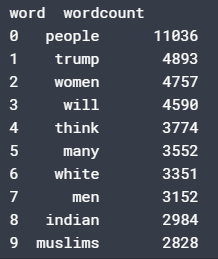 word wordcount
0 people 11036
1 trump 4893
2 women 4757
3 will 4590
4 think 3774
5 many 3552
6 white 3351
7 men 3152
8 indian 2984
9 muslims 2828